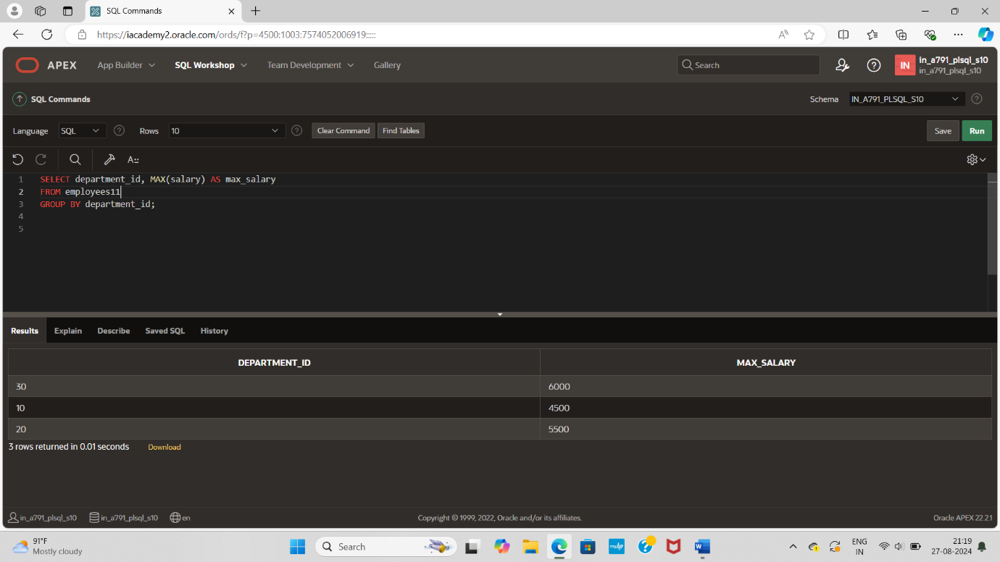 SQL Commands
https://iacademy2.oracle.com/ords/f?p=4500:1003:7574052006919:::::
APEX App Builder SQL Workshop Team Development Gallery Search IN in_a791_plsql_s10
in_a791_plsql_s10
SQL Commands Schema IN_A791_PLSQL_S10
Language SQL Rows 10 Clear Command Find Tables Save Run
1 SELECT department_id, MAX(salary) AS max_salary
2 FROM employees11
3 GROUP BY department_id;
4
5
Results Explain Describe Saved SQL History
DEPARTMENT_ID MAX_SALARY
30 6000
10 4500
20 5500
3 rows returned in 0.01 seconds Download
in_a791_plsql_s10 in_a791_plsql_s10 en Copyright © 1999, 2022, Oracle and/or its affiliates. Oracle APEX 22.2.1
91°F
Mostly cloudy
Search
myhp
ENG
IN
21:19
27-08-2024